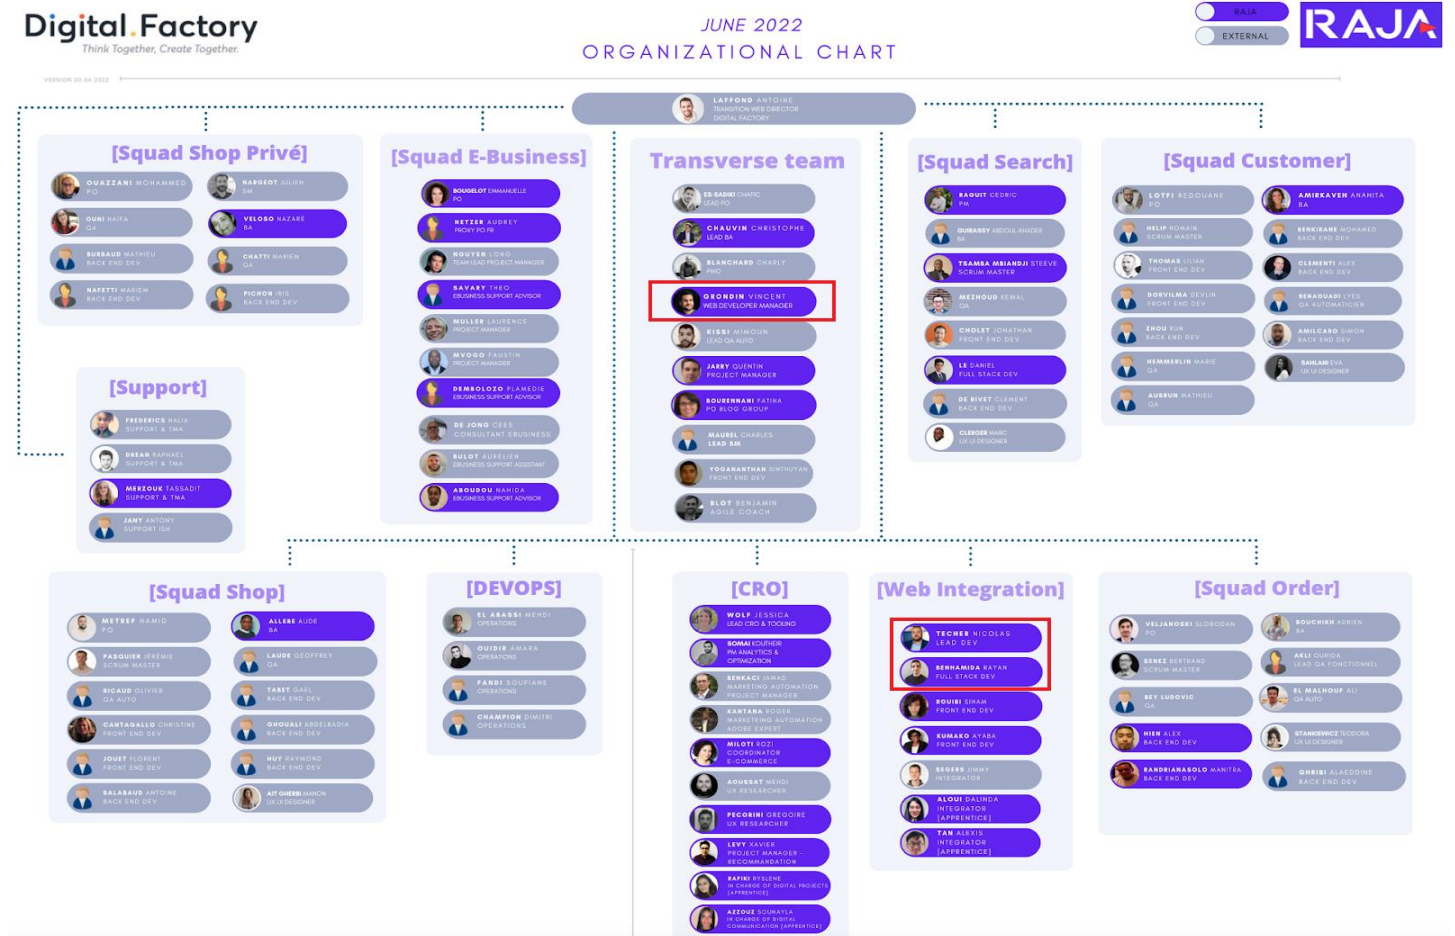 Digital.Factory
Think Together, Create Together.
JUNE 2022
ORGANIZATIONAL CHART
RAJA
EXTERNAL
RAJA
VERSION 20.04.2022
LAFFOND ANTOINE
TRANSITION WEB DIRECTOR
DIGITAL FACTORY
[Squad Shop Privé]
OUAZZANI MOHAMMED
PO
OUNI HAIFA
QA
BURBAUD MATHIEU
BACK END DEV
NAFETTI MARIEM
BACK END DEV
NARGEOT JULIEN
SM
VELOSO NAZARÉ
BA
CHATTI MARIEM
QA
PICHON IRIS
BACK END DEV
[Support]
FREDERICS NALIA
SUPPORT & TMA
DREAN RAPHAEL
SUPPORT & TMA
MERZOUK TASSADIT
SUPPORT & TMA
JANY ANTONY
SUPPORT ISH
[Squad E-Business]
BOUGELOT EMMANUELLE
PO
NETZER AUDREY
PROXY PO FR
NGUYEN LONG
TEAM LEAD PROJECT MANAGER
SAVARY THEO
EBUSINESS SUPPORT ADVISOR
MULLER LAURENCE
PROJECT MANAGER
MVOGO FAUSTIN
PROJECT MANAGER
DEMBOLOZO PLAMEDIE
EBUSINESS SUPPORT ADVISOR
DE JONG CEES
CONSULTANT EBUSINESS
BULOT AURÉLIEN
EBUSINESS SUPPORT ASSISTANT
ABOUDOU NAHIDA
EBUSINESS SUPPORT ADVISOR
Transverse team
ES-SADIKI CHAFIC
LEAD PO
CHAUVIN CHRISTOPHE
LEAD BA
BLANCHARD CHARLY
PMO
GRONDIN VINCENT
WEB DEVELOPER MANAGER
KISSI MIMOUN
LEAD QA AUTO
JARRY QUENTIN
PROJECT MANAGER
BOURENNANI FATIHA
PO BLOG GROUP
MAUREL CHARLES
LEAD SM
YOGANANTHAN SINTHUYAN
FRONT END DEV
BLOT BENJAMIN
AGILE COACH
[Squad Search]
RAGUIT CEDRIC
PM
GUIRASSY ABDOUL-KHADER
BA
TSAMBA MBIANDJI STEEVE
SCRUM MASTER
MEZHOUD KEMAL
QA
CHOLET JONATHAN
FRONT END DEV
LE DANIEL
FULL STACK DEV
DE RIVET CLEMENT
BACK END DEV
CLERGER MARC
UX UI DESIGNER
[Squad Customer]
LOTFI REDOUANE
PO
HELIP ROMAIN
SCRUM MASTER
THOMAS LILIAN
FRONT END DEV
DORVILMA DEVLIN
FRONT END DEV
ZHOU XUN
BACK END DEV
HEMMERLIN MARIE
QA
AUBRUN MATHIEU
QA
AMIRKAVEN ANAHITA
BA
BENKIRANE MOHAMED
BACK END DEV
CLEMENTI ALEX
BACK END DEV
BENAOUADI LYES
QA AUTOMATICIEN
AMILCARO SIMON
BACK END DEV
SAHLANI EVA
UX UI DESIGNER
[Squad Shop]
METREF HAMID
PO
PASQUIER JÉRÉMIE
SCRUM MASTER
RICAUD OLIVIER
QA AUTO
CANTAGALLO CHRISTINE
FRONT END DEV
JOUET FLORENT
FRONT END DEV
BALABAUD ANTOINE
BACK END DEV
ALLEBE AUDE
BA
LAUDE GEOFFREY
QA
TABET GAEL
BACK END DEV
GHOUALI ABDELBADIA
BACK END DEV
HUY RAYMOND
BACK END DEV
AIT GHERBI MANON
UX UI DESIGNER
[DEVOPS]
EL ABASSI MEHDI
OPERATIONS
OUIDIR AMARA
OPERATIONS
FANDI SOUFIANE
OPERATIONS
CHAMPION DIMITRI
OPERATIONS
[CRO]
WOLF JESSICA
LEAD CRO & TOOLING
SOMAI KOUTHEIR
PM ANALYTICS &
OPTIMIZATION
BENKACI JAWAD
MARKETING AUTOMATION
PROJECT MANAGER
KANTANA ROGER
MARKETEING AUTOMATION
ADOBE EXPERT
MILOTI ROZI
COORDINATOR
E-COMMERCE
AOUSSAT MEHDI
UX RESEARCHER
PECORINI GREGOIRE
UX RESEARCHER
LEVY XAVIER
PROJECT MANAGER –
RECOMMANDATION
RAFIKI RYSLENE
IN CHARGE OF DIGITAL PROJECTS
[APPRENTICE]
AZZOUZ SOUHAYLA
IN CHARGE OF DIGITAL
COMMUNICATION [APPRENTICE]
[Web Integration]
TECHER NICOLAS
LEAD DEV
BENHAMIDA RAYAN
FULL STACK DEV
ROUIBI SIHAM
FRONT END DEV
KUMAKO AYABA
FRONT END DEV
SEGERS JIMMY
INTEGRATOR
ALOUI DALINDA
INTEGRATOR
[APPRENTICE]
TAN ALEXIS
INTEGRATOR
[APPRENTICE]
[Squad Order]
VELJANOSKI SLOBODAN
PO
BENEZ BERTRAND
SCRUM MASTER
BEY LUDOVIC
QA
HIEN ALEX
BACK END DEV
RANDRIANASOLO MANITRA
BACK END DEV
BOUCHIKH ADRIEN
BA
AKLI OURIDA
LEAD QA FONCTIONNEL
EL MALHOUF ALI
QA AUTO
STANKIEWICZ TEODORA
UX UI DESIGNER
GHRIBI ALAEDDINE
BACK END DEV